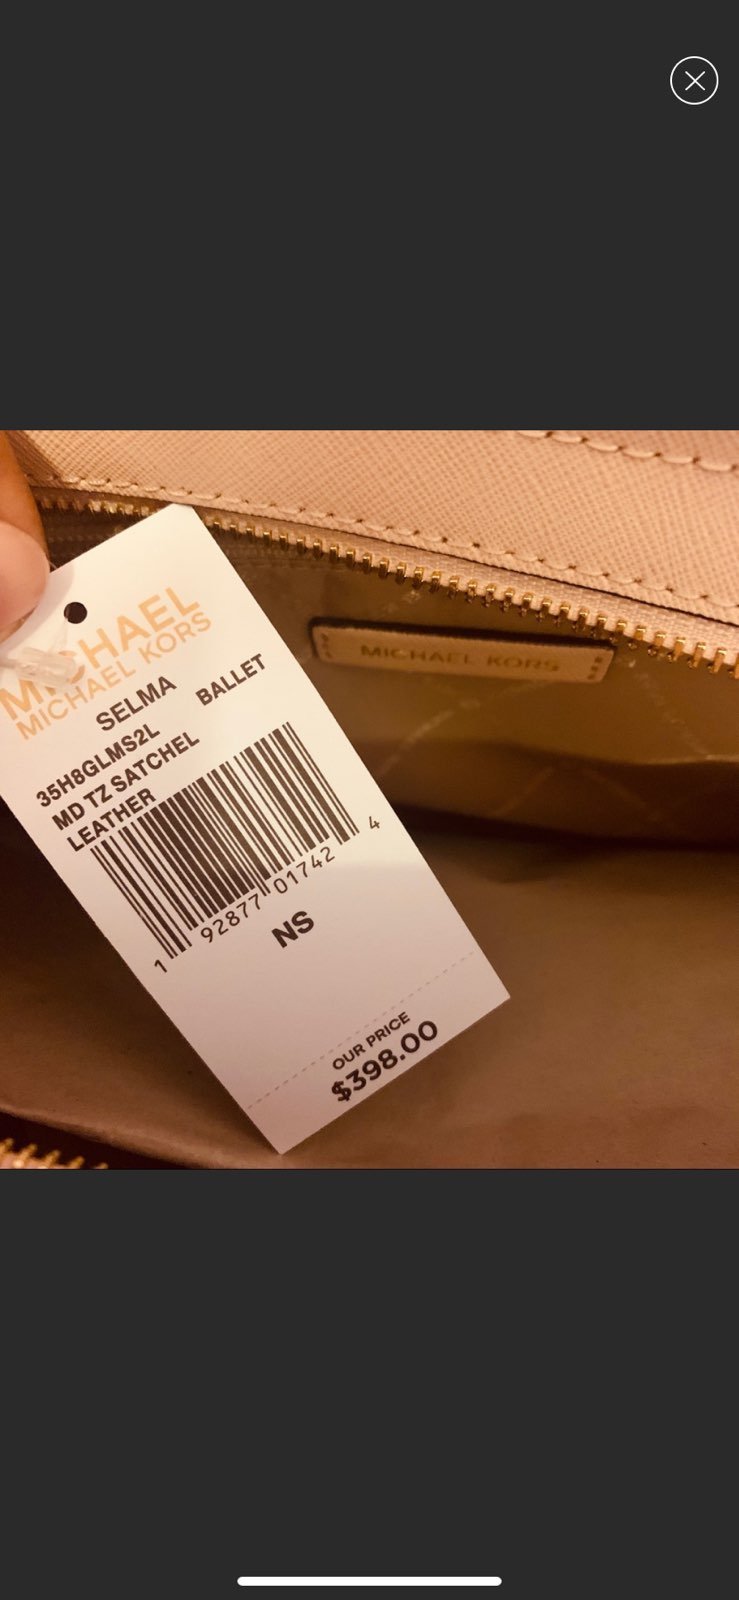 MICHAEL
MICHAEL KORS
SELMA
35H8GLMS2L BALLET
MD TZ SATCHEL
LEATHER
1 92877 01742 4
NS
OUR PRICE
$398.00
MICHAEL KORS